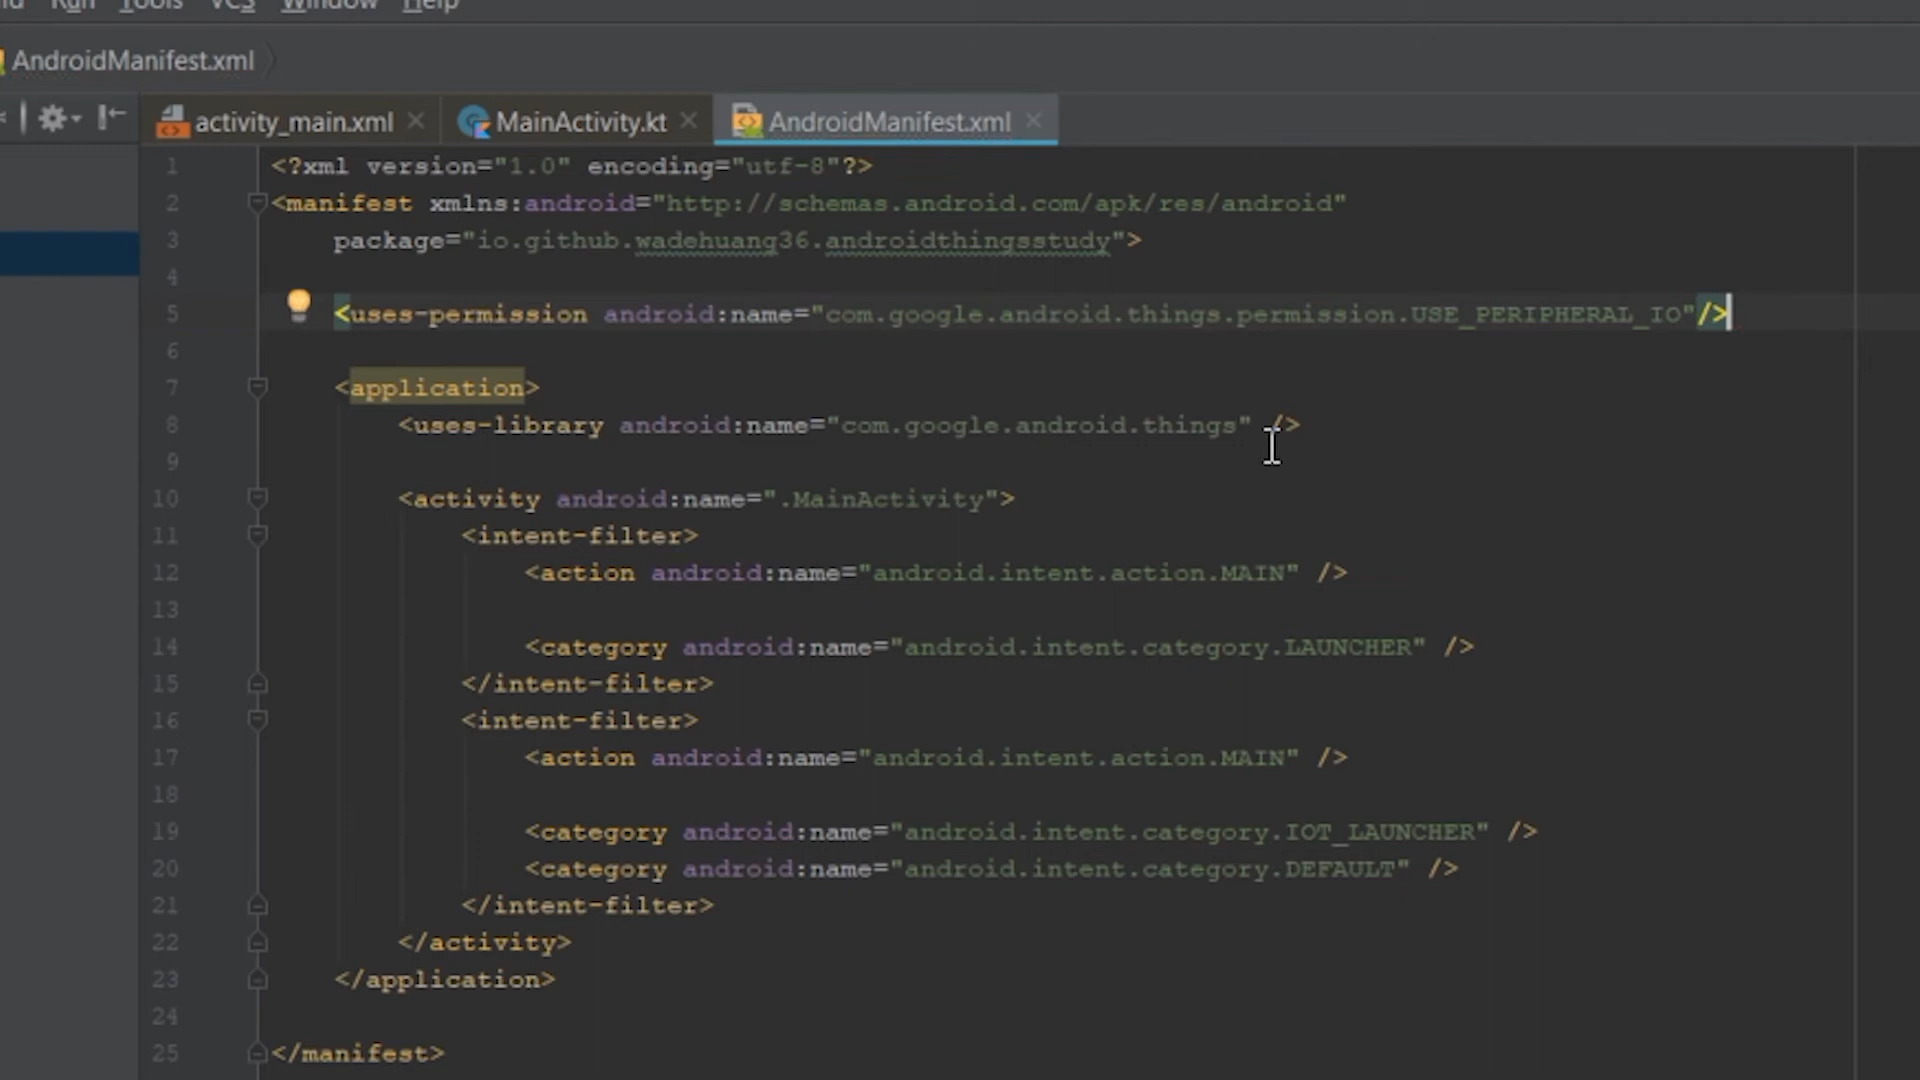 Run Tools VCS Window Help
AndroidManifest.xml
activity_main.xml MainActivity.kt AndroidManifest.xml
1 <?xml version="1.0" encoding="utf-8"?>
2 <manifest xmlns:android="http://schemas.android.com/apk/res/android"
3 package="io.github.wadehuang36.androidthingsstudy">
4
5 <uses-permission android:name="com.google.android.things.permission.USE_PERIPHERAL_IO"/>
6
7 <application>
8 <uses-library android:name="com.google.android.things" />
9
10 <activity android:name=".MainActivity">
11 <intent-filter>
12 <action android:name="android.intent.action.MAIN" />
13
14 <category android:name="android.intent.category.LAUNCHER" />
15 </intent-filter>
16 <intent-filter>
17 <action android:name="android.intent.action.MAIN" />
18
19 <category android:name="android.intent.category.IOT_LAUNCHER" />
20 <category android:name="android.intent.category.DEFAULT" />
21 </intent-filter>
22 </activity>
23 </application>
24
25 </manifest>